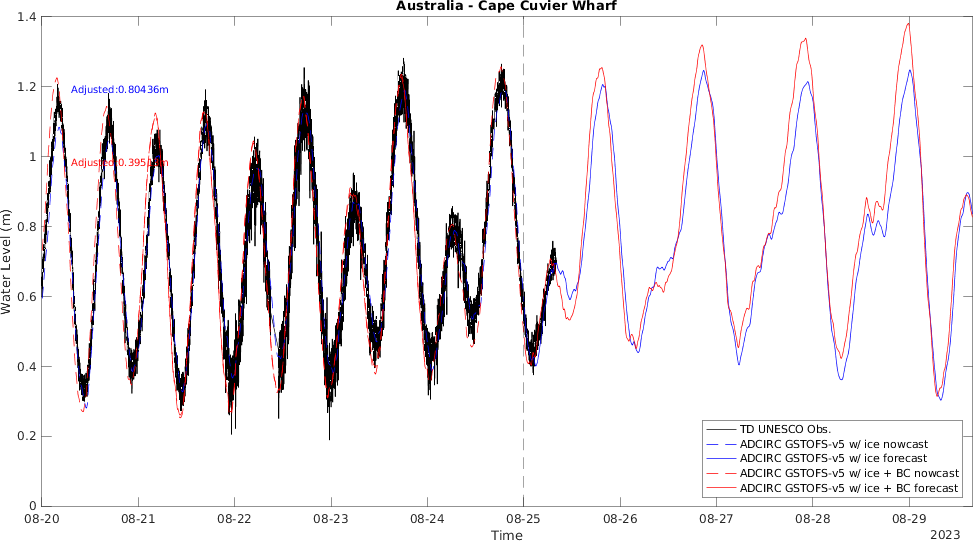 Australia - Cape Cuvier Wharf
Water Level (m)
1.4
1.2
1
0.8
0.6
0.4
0.2
0
Adjusted:0.80436m
TD UNESCO Obs.
ADCIRC GSTOFS-v5 w/ ice nowcast
ADCIRC GSTOFS-v5 w/ ice forecast
ADCIRC GSTOFS-v5 w/ ice + BC nowcast
ADCIRC GSTOFS-v5 w/ ice + BC forecast
08-20 08-21 08-22 08-23 08-24 08-25 08-26 08-27 08-28 08-29
Time
2023